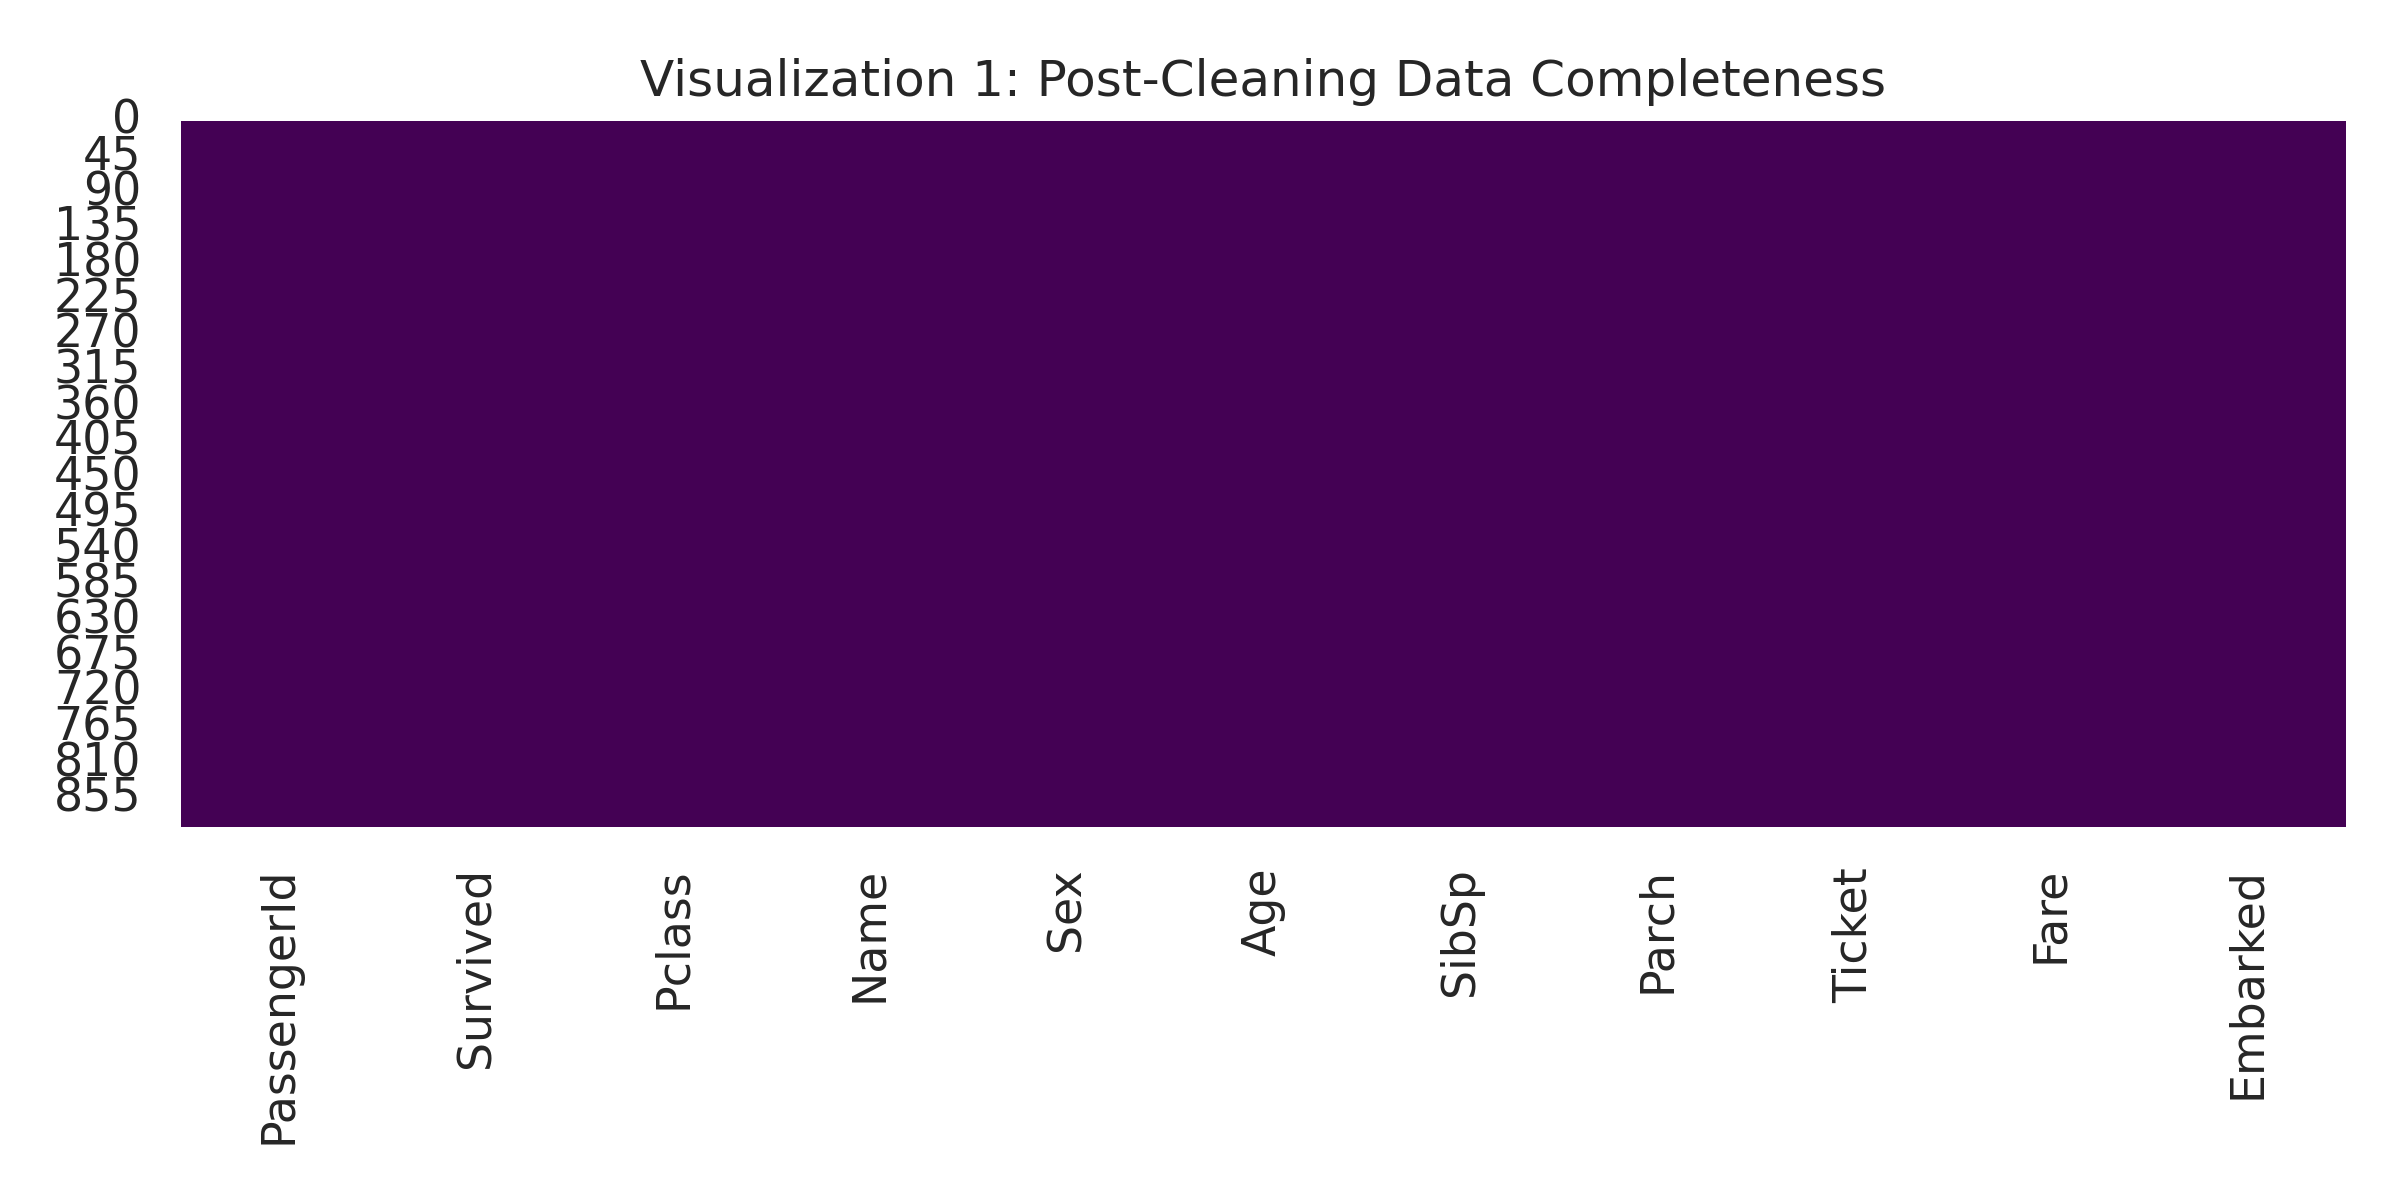 Visualization 1: Post-Cleaning Data Completeness
0
45
90
135
180
225
270
315
360
405
450
495
540
585
630
675
720
765
810
855
PassengerId
Survived
Pclass
Name
Sex
Age
SibSp
Parch
Ticket
Fare
Embarked